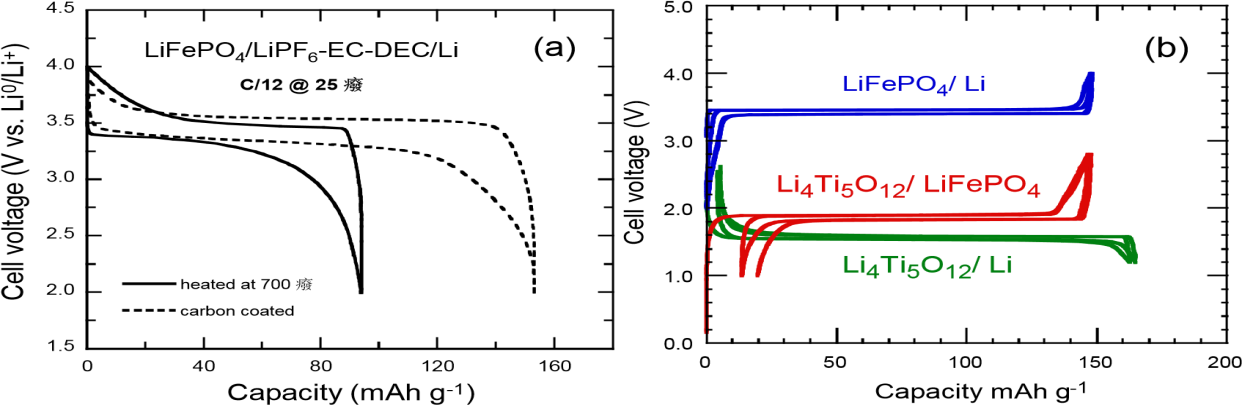 LiFePO4/LiPF6-EC-DEC/Li
(a)
C/12 @ 25 癈
heated at 700 癈
carbon coated
4.5
4.0
3.5
3.0
2.5
2.0
1.5
Cell voltage (V vs. Li⁰/Li⁺)
0
40
80
120
160
Capacity (mAh g⁻¹)
(b)
LiFePO4/ Li
Li4Ti5O12/ LiFePO4
Li4Ti5O12/ Li
5.0
4.0
3.0
2.0
1.0
0.0
Cell voltage (V)
0
50
100
150
200
Capacity mAh g⁻¹